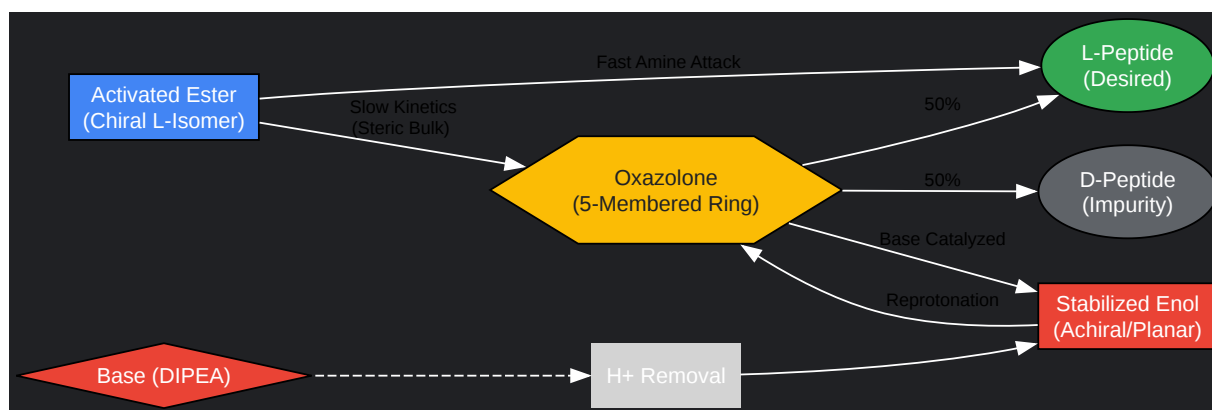 Fast Amine Attack
L-Peptide
(Desired)
Activated Ester
(Chiral L-Isomer)
Slow Kinetics
(Steric Bulk)
50%
Oxazolone
(5-Membered Ring)
50%
D-Peptide
(Impurity)
Base Catalyzed
Reprotonation
Stabilized Enol
(Achiral/Planar)
Base (DIPEA)
H+ Removal